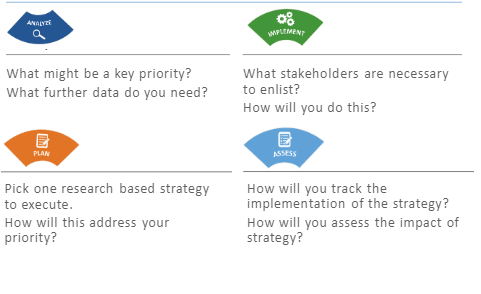 ANALYZE
What might be a key priority?
What further data do you need?
IMPLEMENT
What stakeholders are necessary
to enlist?
How will you do this?
PLAN
Pick one research based strategy
to execute.
How will this address your
priority?
ASSESS
How will you track the
implementation of the strategy?
How will you assess the impact of
strategy?